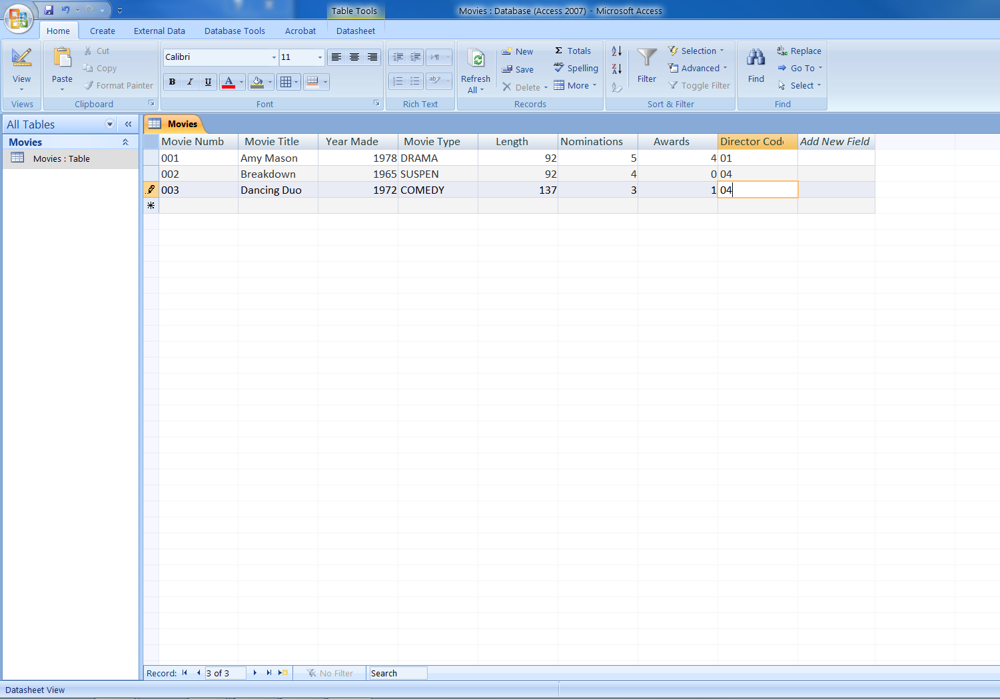 Table Tools
Movies : Database (Access 2007) - Microsoft Access
Home Create External Data Database Tools Acrobat Datasheet
View
Views
Paste
Cut
Copy
Format Painter
Clipboard
Calibri 11
B I U A
Font
Rich Text
Refresh
All
New
Save
Delete
Σ Totals
ABC Spelling
More
Records
A Z
Z A
Filter
Selection
Advanced
Toggle Filter
Sort & Filter
Find
Replace
Go To
Select
Find
All Tables
Movies
Movies : Table
Movies
Movie Numb Movie Title Year Made Movie Type Length Nominations Awards Director Cod Add New Field
001 Amy Mason 1978 DRAMA 92 5 4 01
002 Breakdown 1965 SUSPEN 92 4 0 04
003 Dancing Duo 1972 COMEDY 137 3 1 04
Record: 3 of 3 No Filter Search
Datasheet View